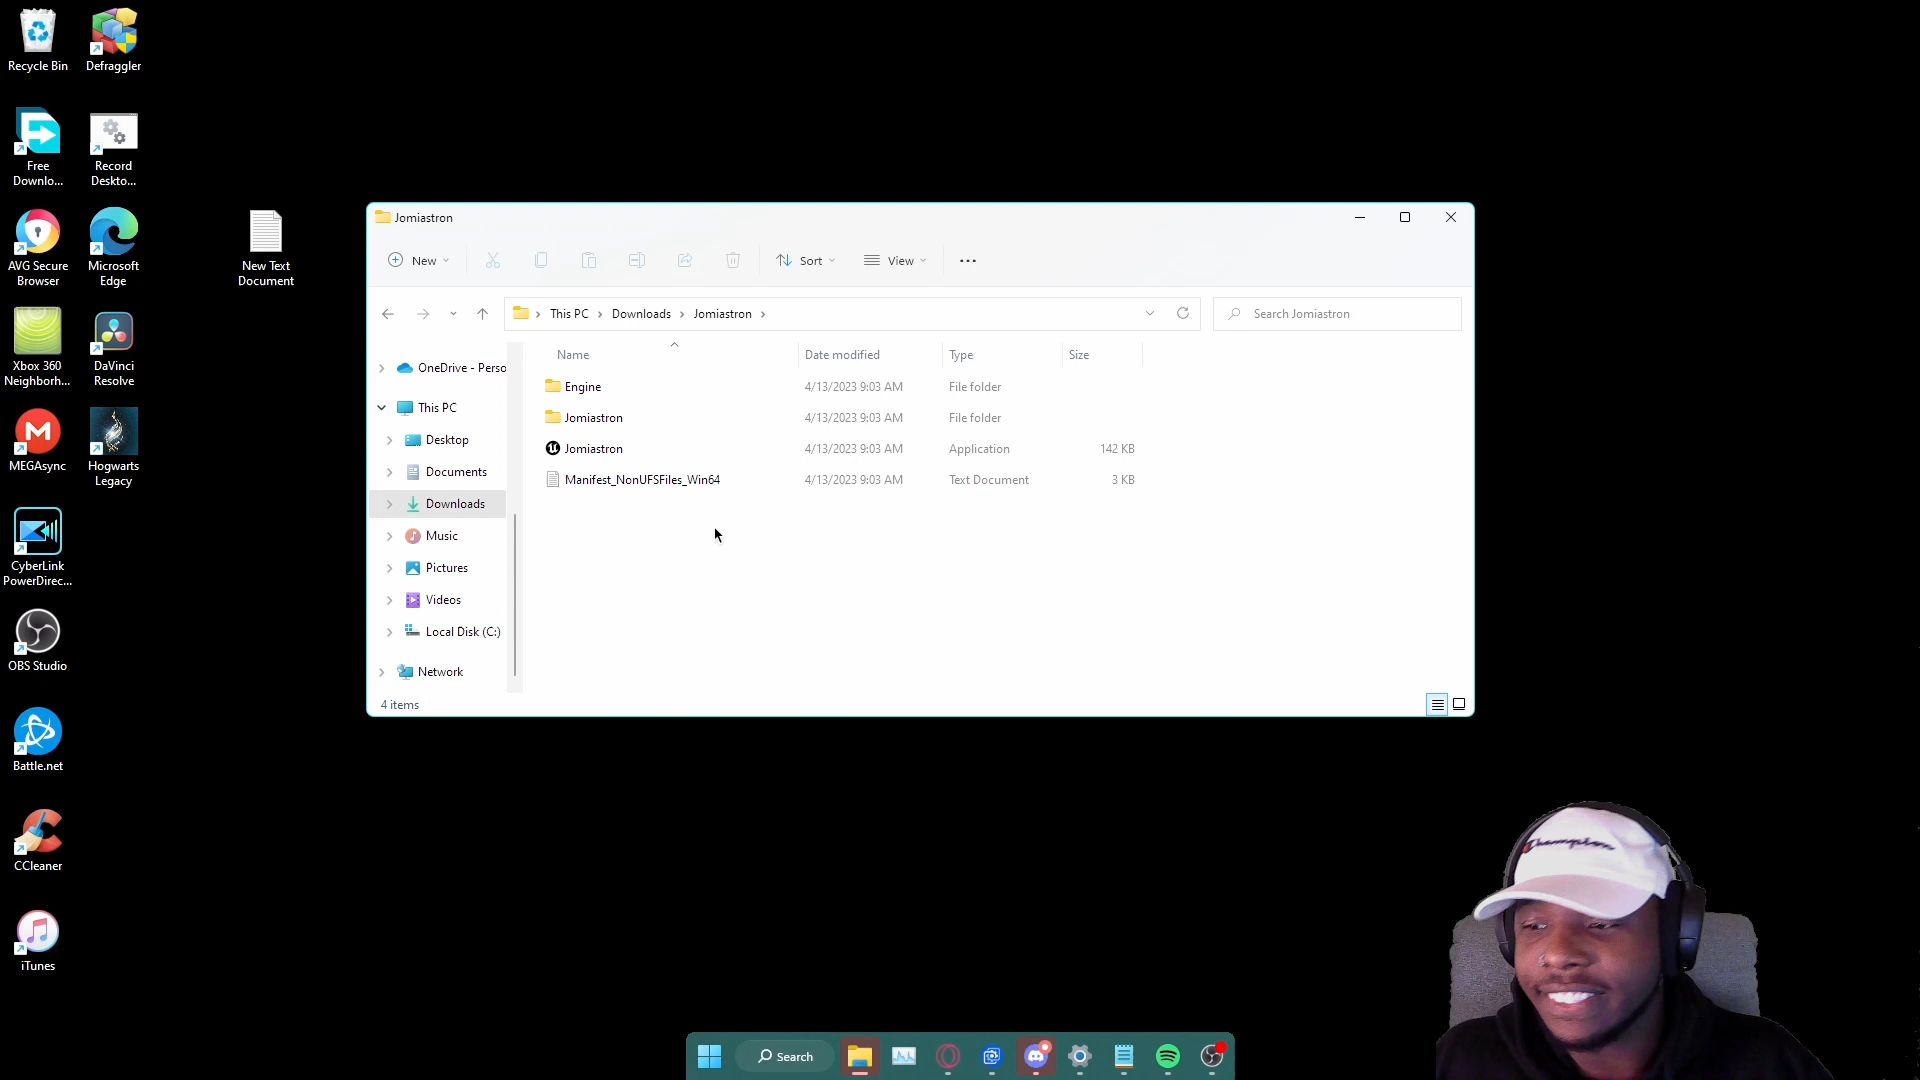 Recycle Bin
Defraggler
Free
Downlo...
Record
Deskto...
AVG Secure
Browser
Microsoft
Edge
New Text
Document
Xbox 360
Neighborh...
DaVinci
Resolve
MEGAsync
Hogwarts
Legacy
CyberLink
PowerDirec...
OBS Studio
Battle.net
CCleaner
iTunes
Jomiastron
New
Sort
View
This PC > Downloads > Jomiastron >
Search Jomiastron
Name Date modified Type Size
Engine 4/13/2023 9:03 AM File folder
Jomiastron 4/13/2023 9:03 AM File folder
Jomiastron 4/13/2023 9:03 AM Application 142 KB
Manifest_NonUFSFiles_Win64 4/13/2023 9:03 AM Text Document 3 KB
OneDrive - Perso
This PC
Desktop
Documents
Downloads
Music
Pictures
Videos
Local Disk (C:)
Network
4 items
Champion
Search